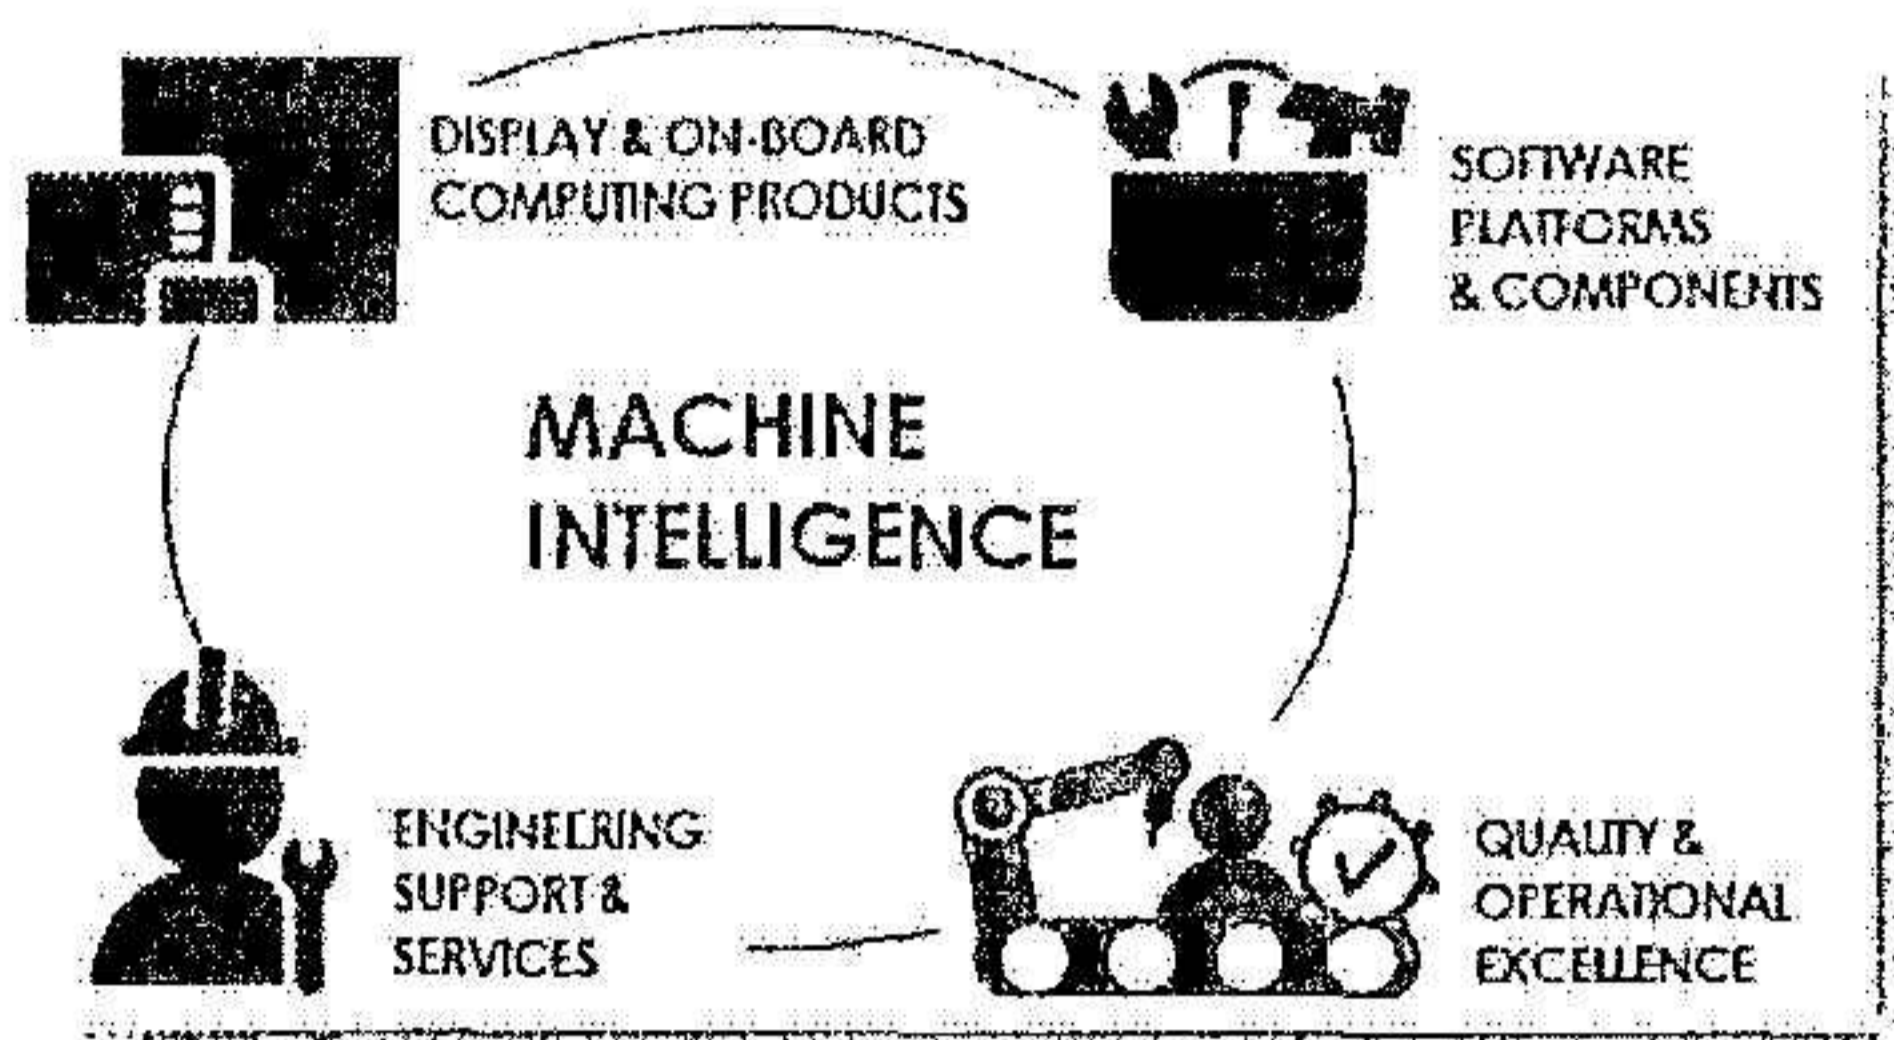 DISPLAY & ON-BOARD
COMPUTING PRODUCTS
SOFTWARE
PLATFORMS
& COMPONENTS
MACHINE
INTELLIGENCE
ENGINEERING
SUPPORT &
SERVICES
QUALITY &
OPERATIONAL
EXCELLENCE